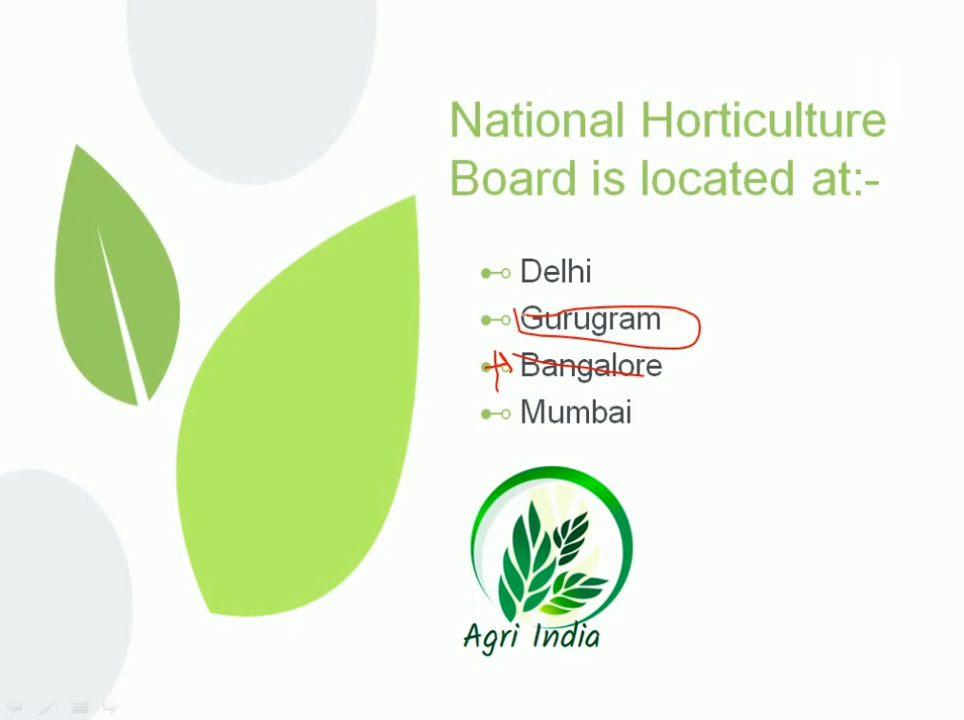 National Horticulture
Board is located at:-
Delhi
Gurugram
Bangalore
Mumbai
Agri India